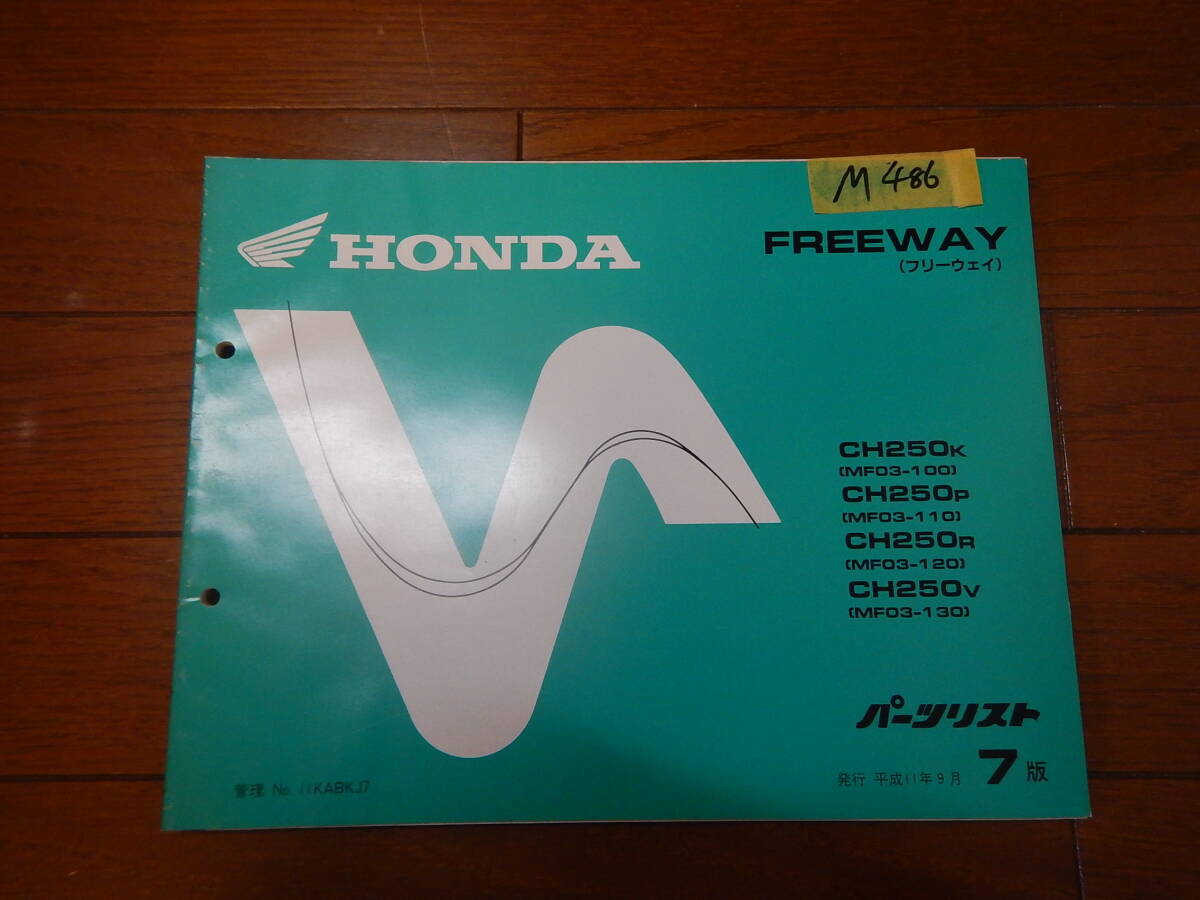 M 486
HONDA
FREEWAY
(フリーウェイ)
CH250K
(MF03-100)
CH250P
(MF03-110)
CH250R
(MF03-120)
CH250V
(MF03-130)
パーツリスト
発行 平成11年9月 7版
管理 No. 11KABKJ7